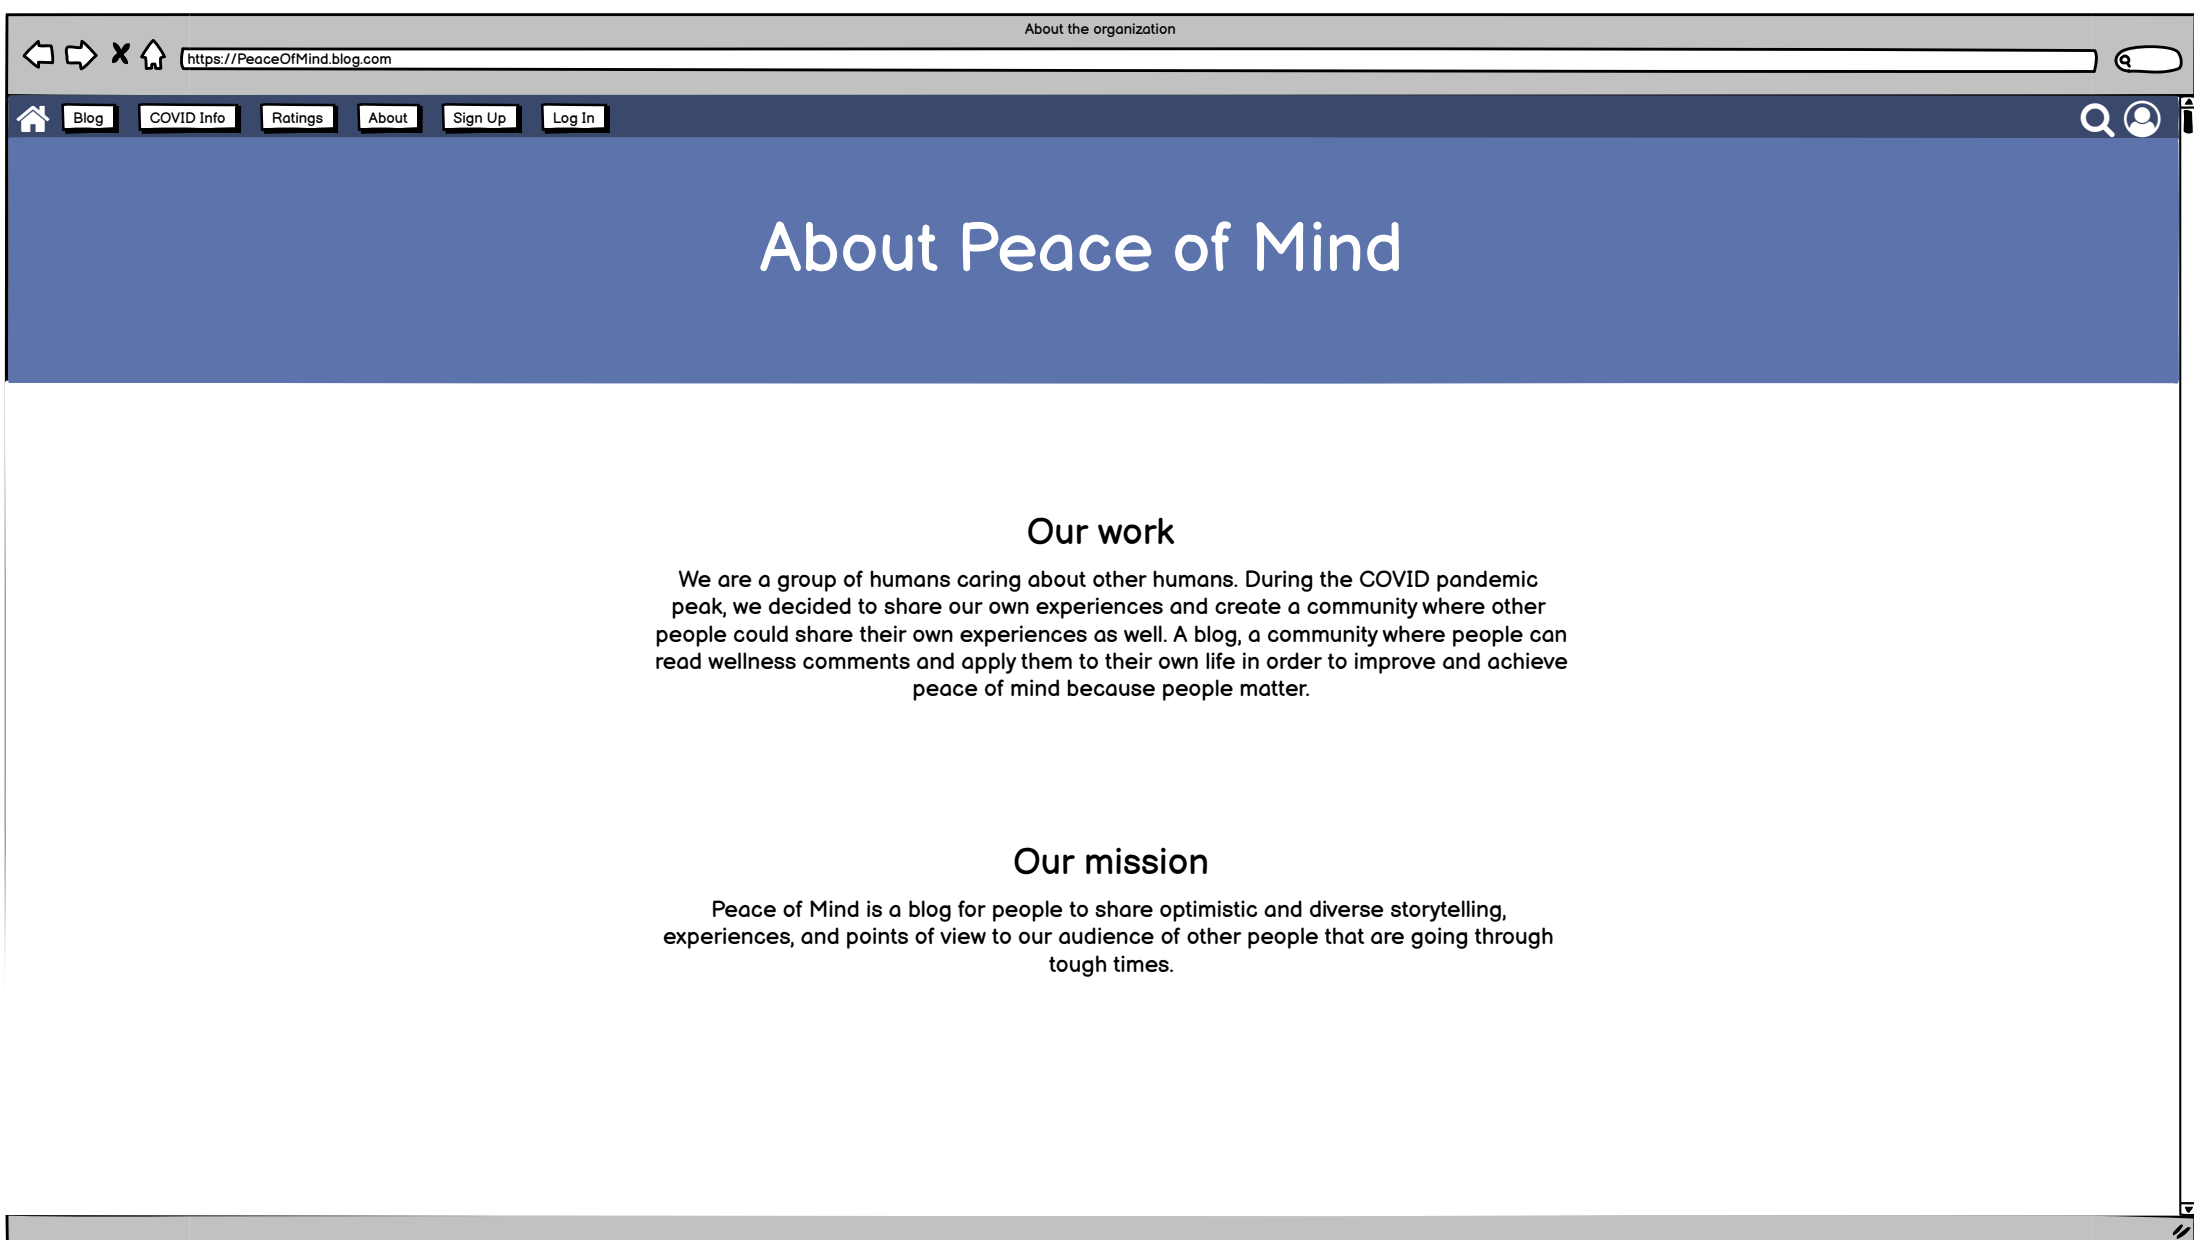 About the organization
https://PeaceOfMind.blog.com
Blog
COVID Info
Ratings
About
Sign Up
Log In
About Peace of Mind
Our work
We are a group of humans caring about other humans. During the COVID pandemic
peak, we decided to share our own experiences and create a community where other
people could share their own experiences as well. A blog, a community where people can
read wellness comments and apply them to their own life in order to improve and achieve
peace of mind because people matter.
Our mission
Peace of Mind is a blog for people to share optimistic and diverse storytelling,
experiences, and points of view to our audience of other people that are going through
tough times.